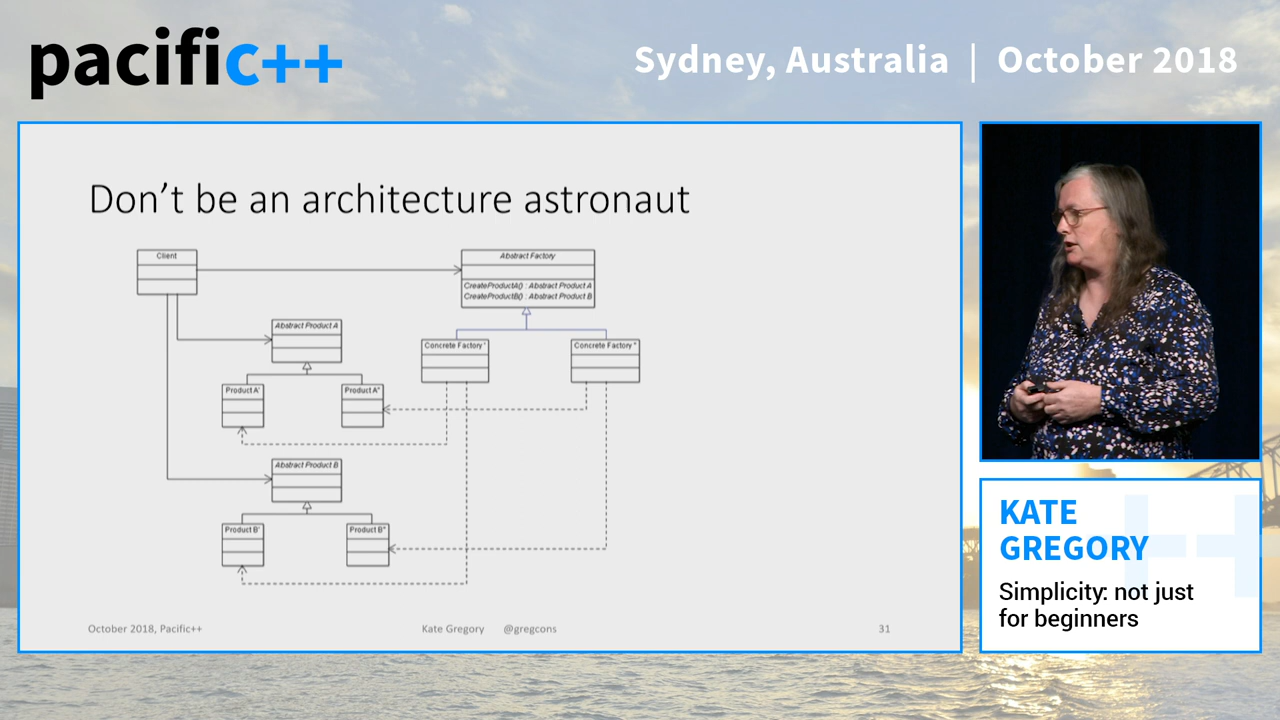 pacific++
Sydney, Australia | October 2018
Don't be an architecture astronaut
Client
Abstract Factory
CreateProductA() : Abstract Product A
CreateProductB() : Abstract Product B
Abstract Product A
Concrete Factory '
Concrete Factory "
Product A'
Product A"
Abstract Product B
Product B'
Product B"
October 2018, Pacific++
Kate Gregory @gregcons
31
KATE
GREGORY
Simplicity: not just
for beginners